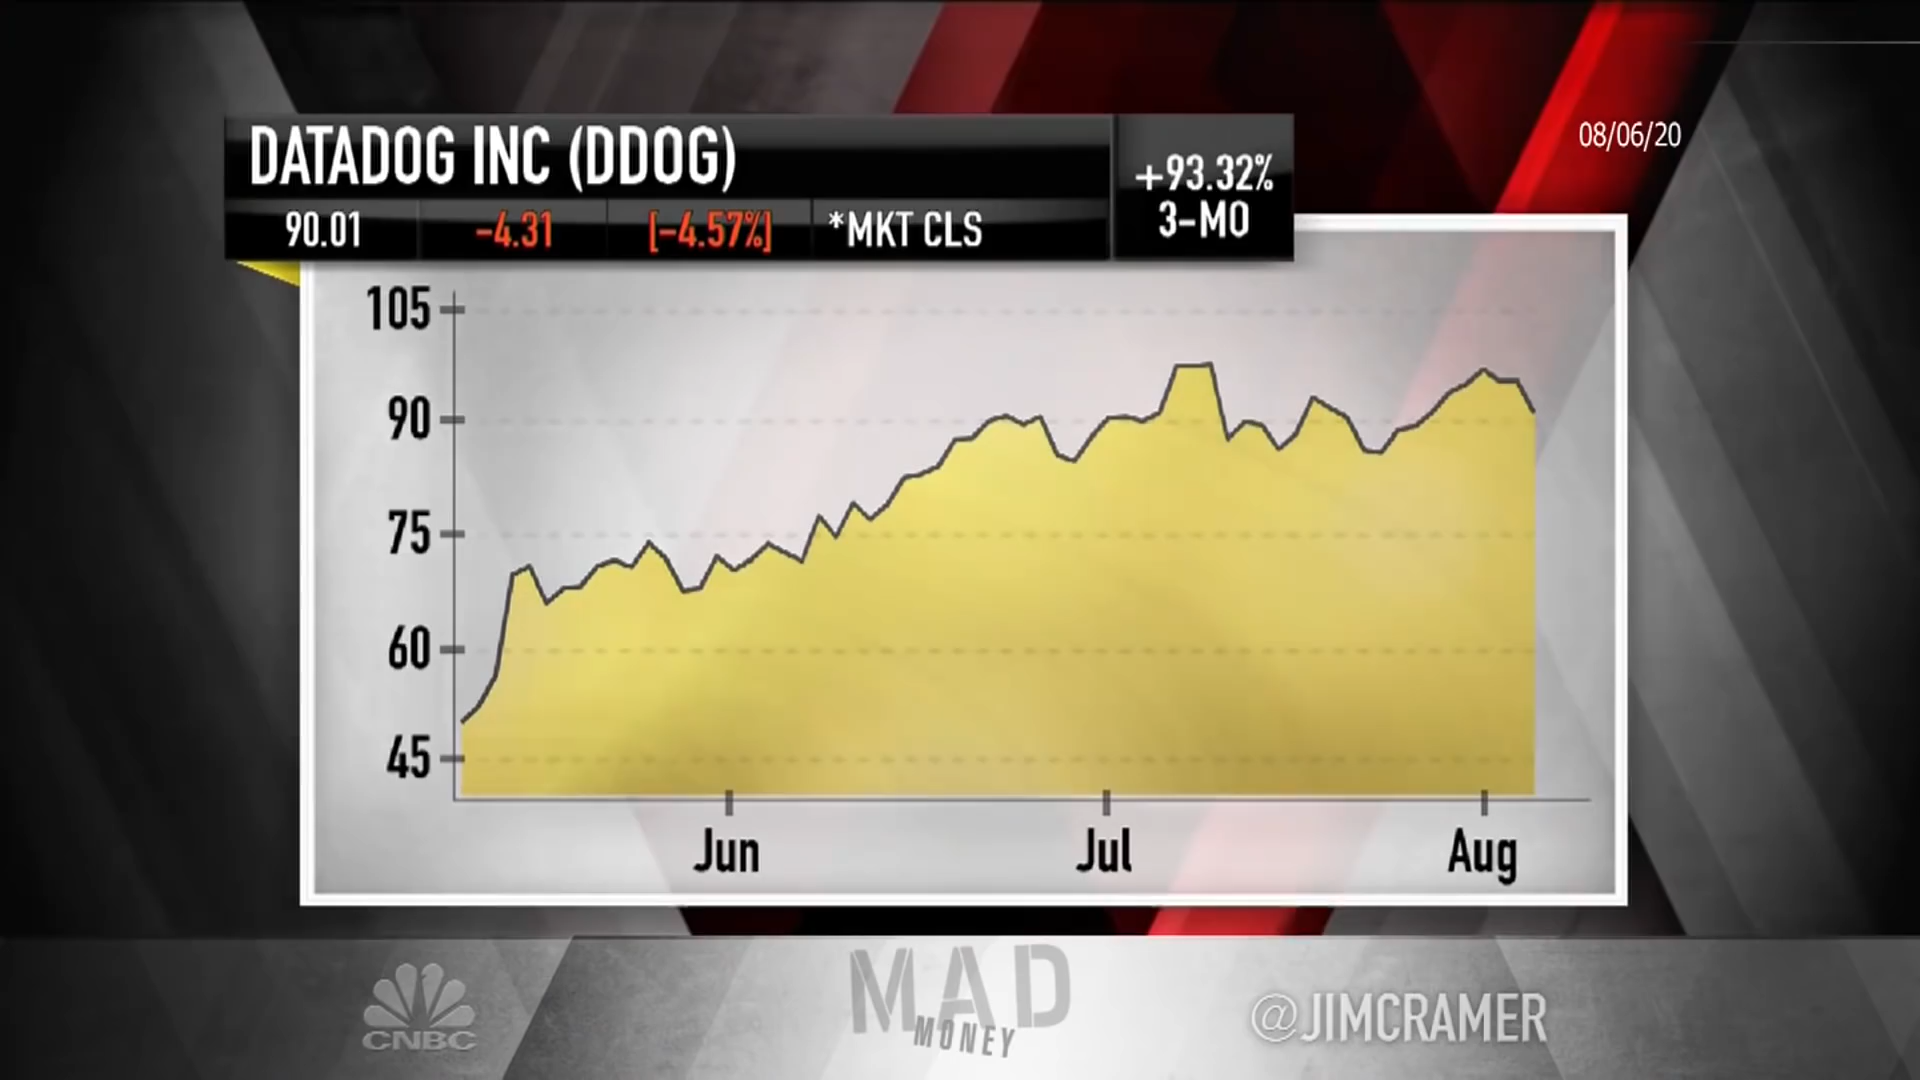 DATADOG INC (DDOG)
90.01 -4.31 [-4.57%] *MKT CLS
+93.32%
3-MO
08/06/20
105
90
75
60
45
Jun Jul Aug
CNBC
MAD
MONEY
@JIMCRAMER